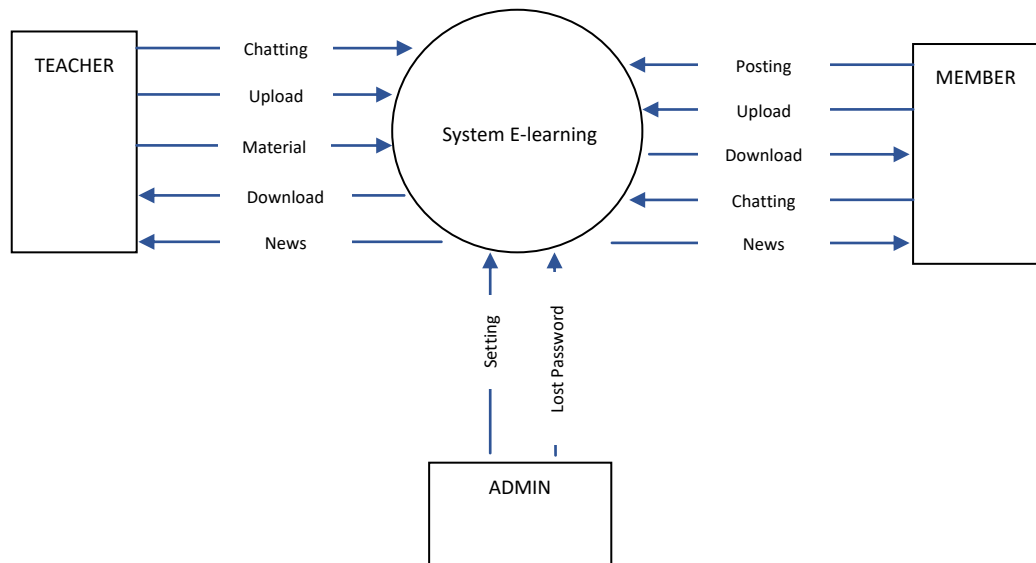 TEACHER
Chatting
Upload
Material
Download
News
System E-learning
Posting
Upload
Download
Chatting
News
MEMBER
Setting
Lost Password
ADMIN